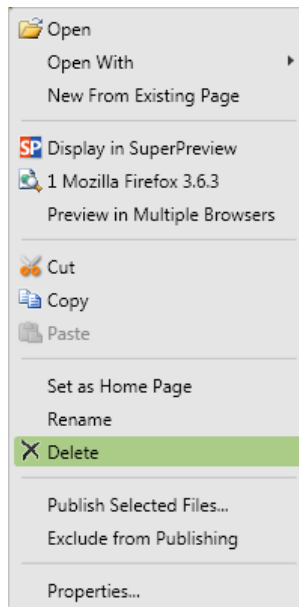 Open
Open With
New From Existing Page
SP Display in SuperPreview
1 Mozilla Firefox 3.6.3
Preview in Multiple Browsers
Cut
Copy
Paste
Set as Home Page
Rename
Delete
Publish Selected Files...
Exclude from Publishing
Properties...